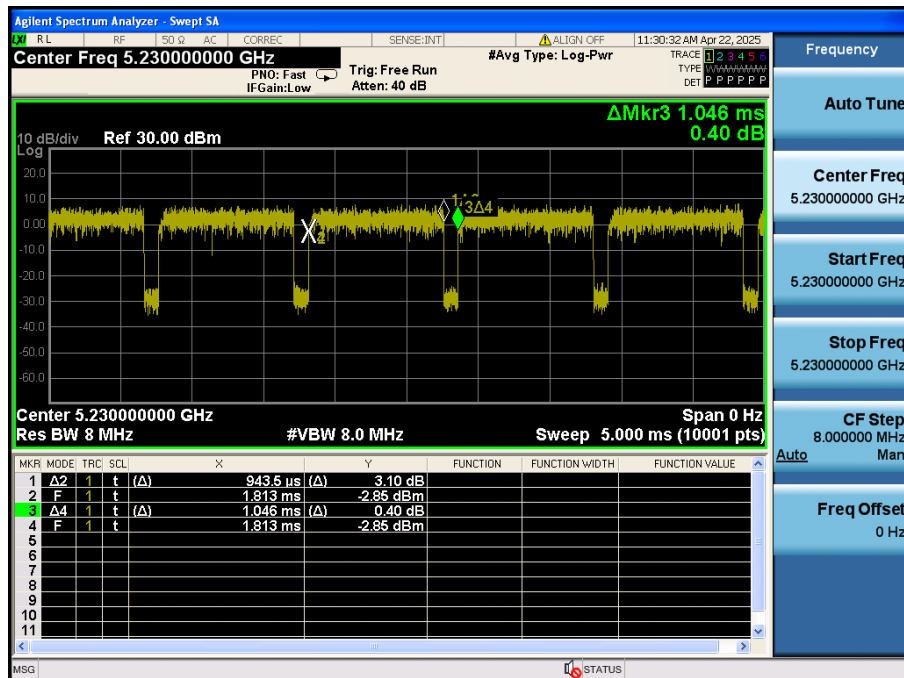 Agilent Spectrum Analyzer - Swept SA
LXI RL RF 50 Ω AC CORREC SENSE:INT ALIGN OFF 11:30:32 AM Apr 22, 2025
Center Freq 5.230000000 GHz #Avg Type: Log-Pwr TRACE 1 2 3 4 5 6
PNO: Fast Trig: Free Run TYPE WWWWWW
IFGain:Low Atten: 40 dB DET P P P P P P
ΔMkr3 1.046 ms
0.40 dB
10 dB/div Ref 30.00 dBm
Log
20.0
10.0
0.00
-10.0
-20.0
-30.0
-40.0
-50.0
-60.0
3Δ4
Center 5.230000000 GHz Span 0 Hz
Res BW 8 MHz #VBW 8.0 MHz Sweep 5.000 ms (10001 pts)
MKR MODE TRC SCL X Y FUNCTION FUNCTION WIDTH FUNCTION VALUE
1 Δ2 1 t (Δ) 943.5 µs (Δ) 3.10 dB
2 F 1 t 1.813 ms -2.85 dBm
3 Δ4 1 t (Δ) 1.046 ms (Δ) 0.40 dB
4 F 1 t 1.813 ms -2.85 dBm
5
6
7
8
9
10
11
MSG STATUS
Frequency
Auto Tune
Center Freq
5.230000000 GHz
Start Freq
5.230000000 GHz
Stop Freq
5.230000000 GHz
CF Step
8.000000 MHz
Auto Man
Freq Offset
0 Hz